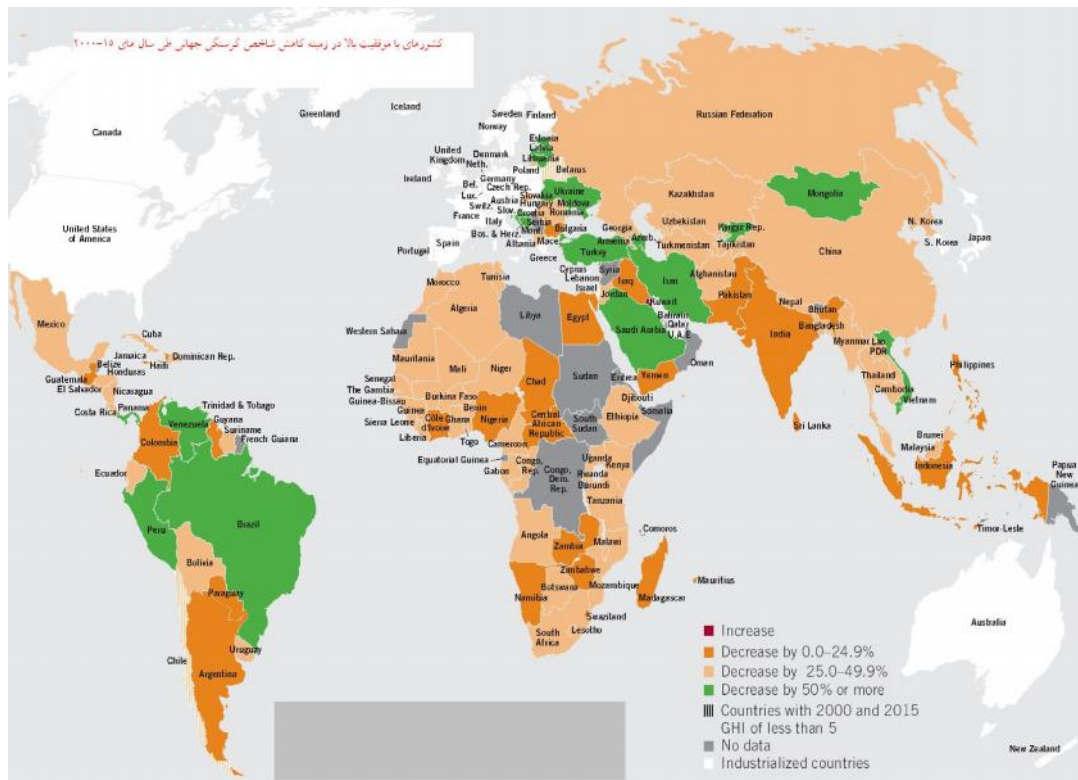 کشورهای با موفقیت بالا در زمینه کاهش شاخص گرسنگی جهانی طی سال های ۱۵-۲۰۰۰
Greenland
Iceland
Canada
United States
of America
Sweden
Finland
Norway
Russian Federation
Estonia
Latvia
Lithuania
United
Kingdom
Denmark
Neth.
Ireland
Germany
Poland
Belarus
Bel.
Lux.
Czech Rep.
Ukraine
Austria
Slovakia
Switz.
Hungary
Moldova
France
Slov.
Croatia
Romania
Italy
Serbia
Bos. & Herz.
Mont.
Bulgaria
Spain
Albania
Mace.
Portugal
Greece
Georgia
Armenia
Azerb.
Turkey
Kazakhstan
Mongolia
Uzbekistan
Kyrgyz Rep.
Turkmenistan
Tajikistan
N. Korea
S. Korea
Japan
China
Cyprus
Lebanon
Israel
Syria
Iraq
Iran
Afghanistan
Jordan
Kuwait
Pakistan
Nepal
Bhutan
Bahrain
Qatar
U.A.E
Saudi Arabia
Oman
Yemen
India
Bangladesh
Myanmar
Lao
PDR
Thailand
Cambodia
Vietnam
Philippines
Sri Lanka
Brunei
Malaysia
Indonesia
Papua
New
Guinea
Timor-Leste
Tunisia
Morocco
Algeria
Libya
Egypt
Western Sahara
Mauritania
Mali
Niger
Chad
Sudan
Eritrea
Senegal
The Gambia
Guinea-Bissau
Guinea
Sierra Leone
Liberia
Burkina Faso
Benin
Côte
d'Ivoire
Ghana
Togo
Nigeria
Cameroon
Central
African
Republic
South
Sudan
Djibouti
Ethiopia
Somalia
Equatorial Guinea
Gabon
Congo,
Rep.
Congo,
Dem.
Rep.
Uganda
Kenya
Rwanda
Burundi
Tanzania
Comoros
Angola
Zambia
Malawi
Zimbabwe
Mozambique
Namibia
Botswana
Swaziland
South
Africa
Lesotho
Madagascar
Mauritius
Mexico
Cuba
Jamaica
Haiti
Dominican Rep.
Belize
Honduras
Guatemala
El Salvador
Nicaragua
Costa Rica
Panama
Trinidad & Tobago
Venezuela
Guyana
Suriname
French Guiana
Colombia
Ecuador
Peru
Brazil
Bolivia
Paraguay
Chile
Uruguay
Argentina
Australia
New Zealand
Increase
Decrease by 0.0–24.9%
Decrease by 25.0–49.9%
Decrease by 50% or more
Countries with 2000 and 2015
GHI of less than 5
No data
Industrialized countries